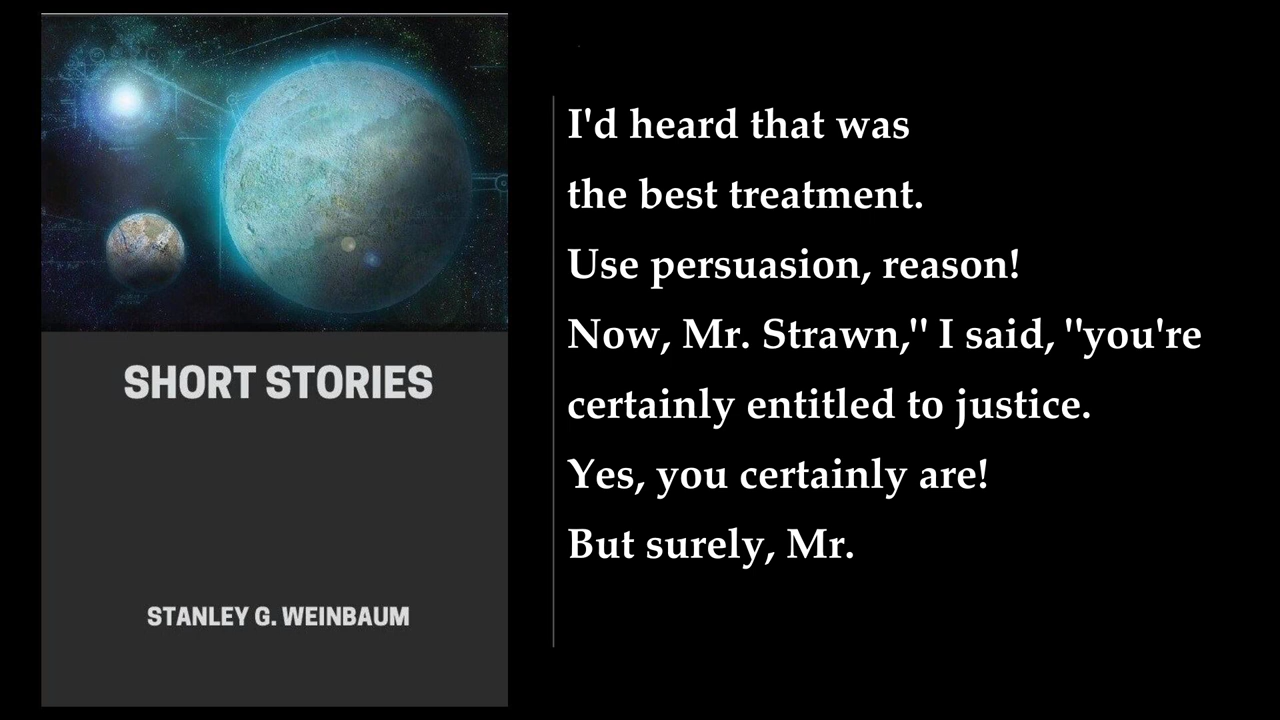 SHORT STORIES
STANLEY G. WEINBAUM
I'd heard that was
the best treatment.
Use persuasion, reason!
Now, Mr. Strawn," I said, "you're
certainly entitled to justice.
Yes, you certainly are!
But surely, Mr.